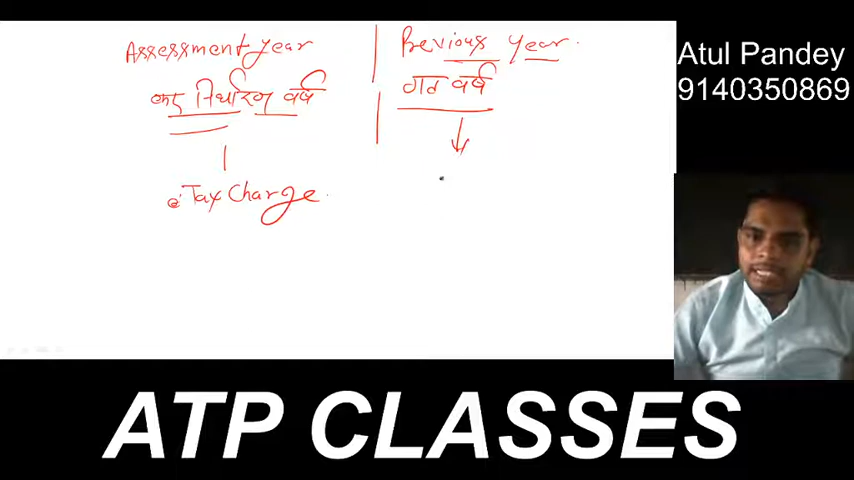 Assessment year
कर निर्धारण वर्ष
Tax Charge
Previous year
गत वर्ष
Atul Pandey
9140350869
ATP CLASSES